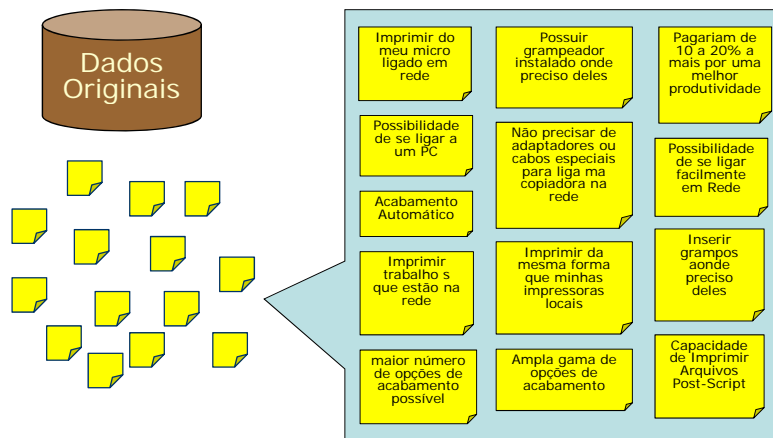 Dados
Originais
Imprimir do
meu micro
ligado em
rede
Possuir
grampeador
instalado onde
preciso deles
Pagariam de
10 a 20% a
mais por uma
melhor
produtividade
Possibilidade
de se ligar a
um PC
Não precisar de
adaptadores ou
cabos especiais
para liga ma
copiadora na
rede
Possibilidade
de se ligar
facilmente
em Rede
Acabamento
Automático
Imprimir
trabalho s
que estão na
rede
Imprimir da
mesma forma
que minhas
impressoras
locais
Inserir
grampos
aonde
preciso
deles
maior número
de opções de
acabamento
possível
Ampla gama de
opções de
acabamento
Capacidade
de Imprimir
Arquivos
Post-Script